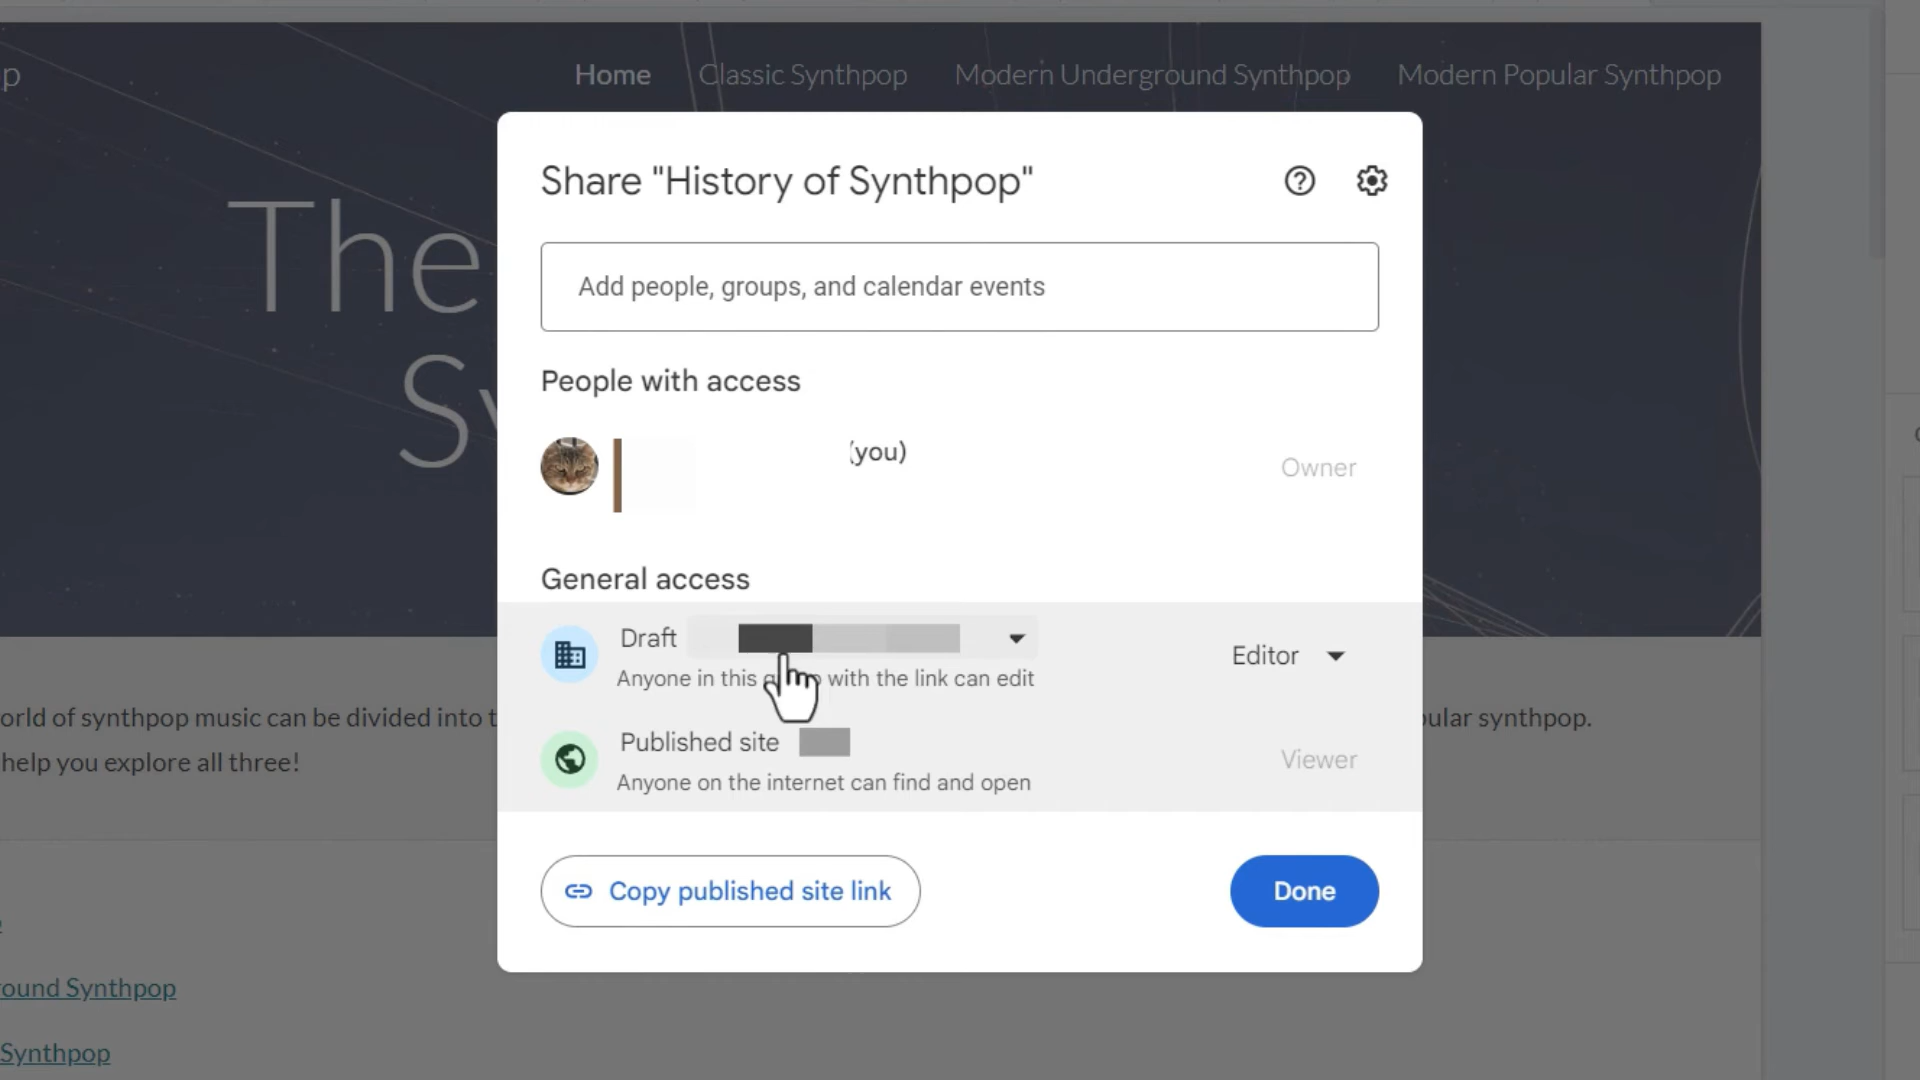 p
Home
Classic Synthpop
Modern Underground Synthpop
Modern Popular Synthpop
The
Sy
Share "History of Synthpop"
Add people, groups, and calendar events
People with access
(you)
Owner
General access
Draft
Editor
Anyone in this with the link can edit
Published site
Viewer
Anyone on the internet can find and open
orld of synthpop music can be divided into t
pular synthpop.
help you explore all three!
Copy published site link
Done
round Synthpop
Synthpop